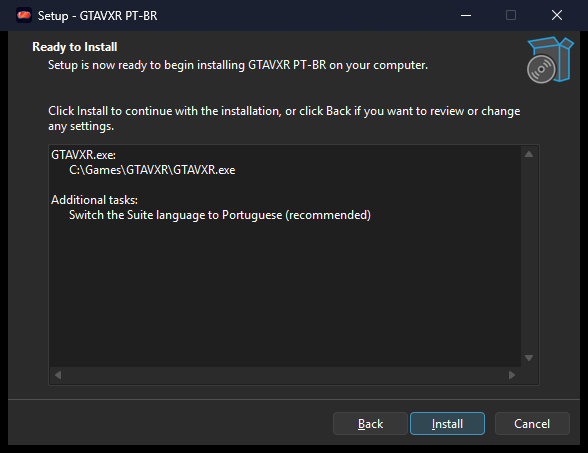 Setup - GTAVXR PT-BR
Ready to Install
Setup is now ready to begin installing GTAVXR PT-BR on your computer.
Click Install to continue with the installation, or click Back if you want to review or change
any settings.
GTAVXR.exe:
C:\Games\GTAVXR\GTAVXR.exe
Additional tasks:
Switch the Suite language to Portuguese (recommended)
Back
Install
Cancel